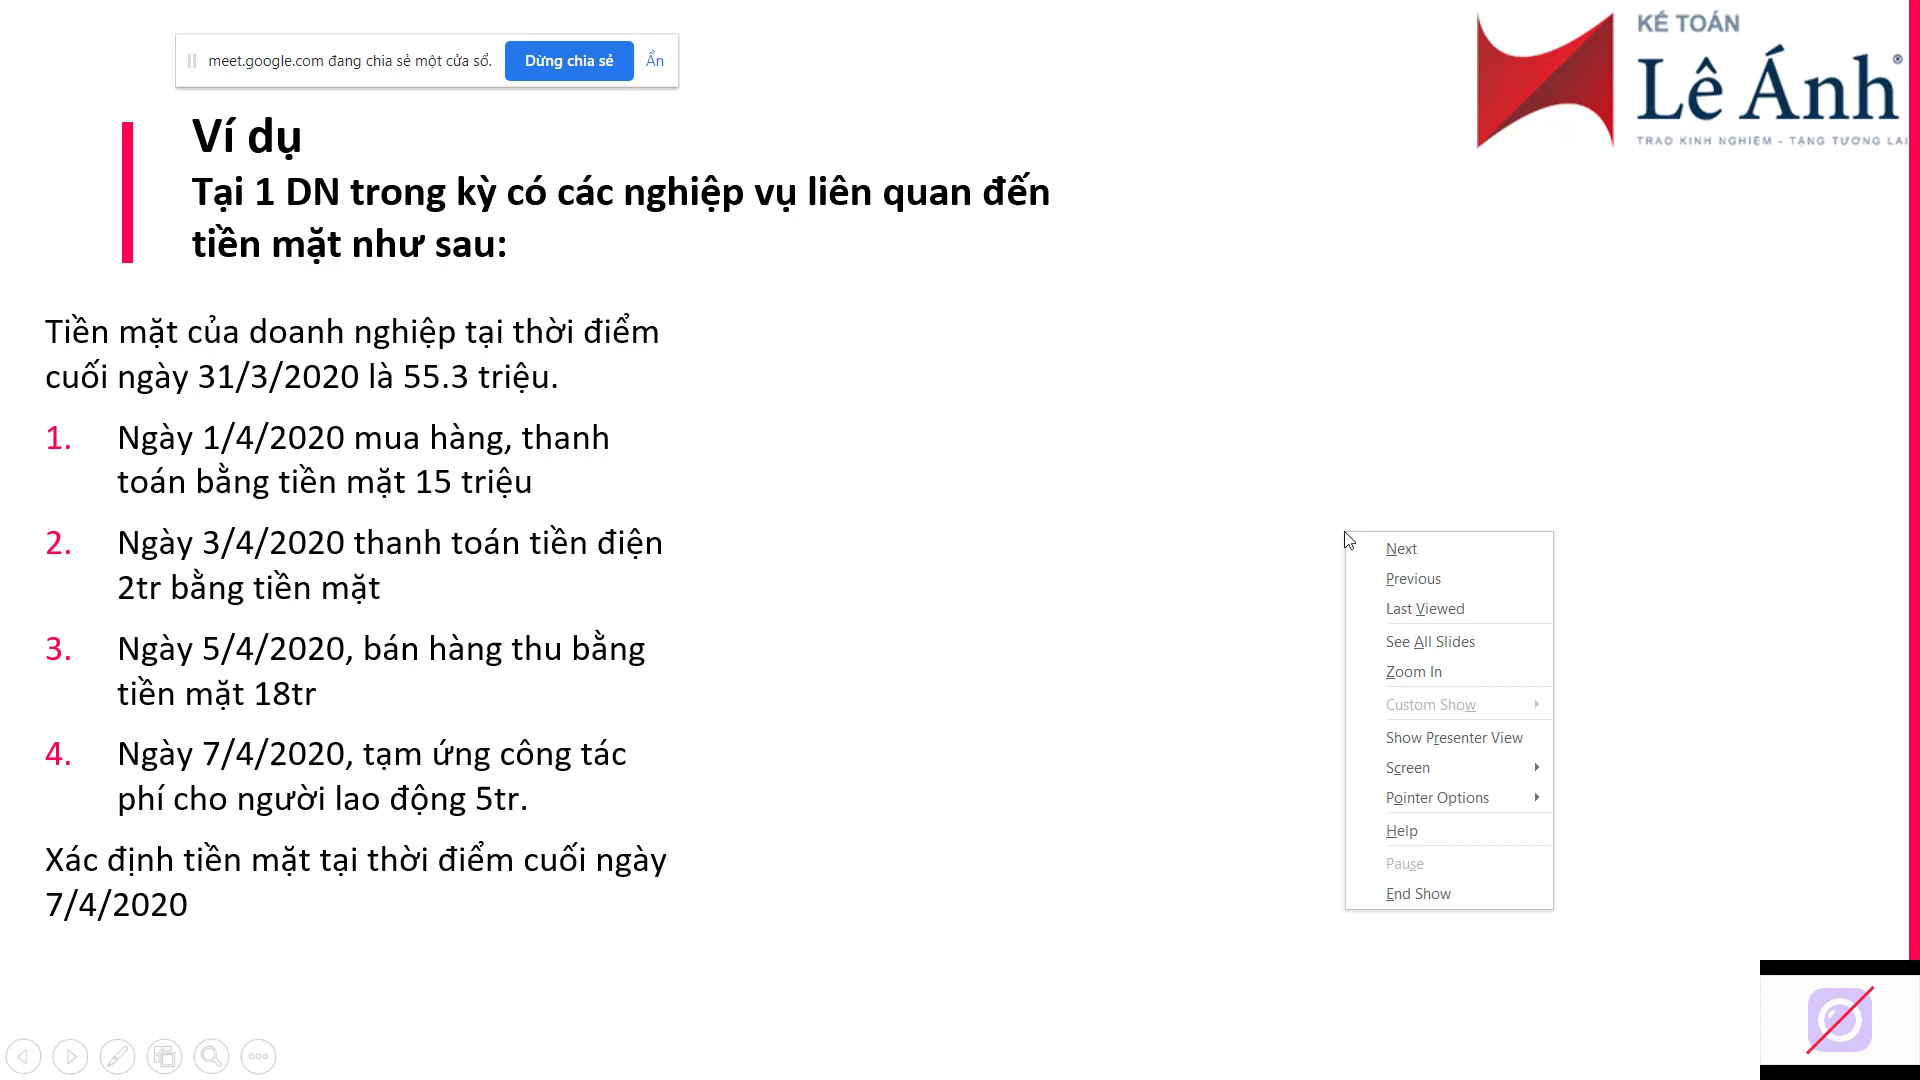 meet.google.com đang chia sẻ một cửa sổ. Dừng chia sẻ Ẩn
KẾ TOÁN
Lê Ánh®
TRAO KINH NGHIỆM - TẶNG TƯƠNG LAI
Ví dụ
Tại 1 DN trong kỳ có các nghiệp vụ liên quan đến
tiền mặt như sau:
Tiền mặt của doanh nghiệp tại thời điểm
cuối ngày 31/3/2020 là 55.3 triệu.
1. Ngày 1/4/2020 mua hàng, thanh
toán bằng tiền mặt 15 triệu
2. Ngày 3/4/2020 thanh toán tiền điện
2tr bằng tiền mặt
3. Ngày 5/4/2020, bán hàng thu bằng
tiền mặt 18tr
4. Ngày 7/4/2020, tạm ứng công tác
phí cho người lao động 5tr.
Xác định tiền mặt tại thời điểm cuối ngày
7/4/2020
Next
Previous
Last Viewed
See All Slides
Zoom In
Custom Show
Show Presenter View
Screen
Pointer Options
Help
Pause
End Show